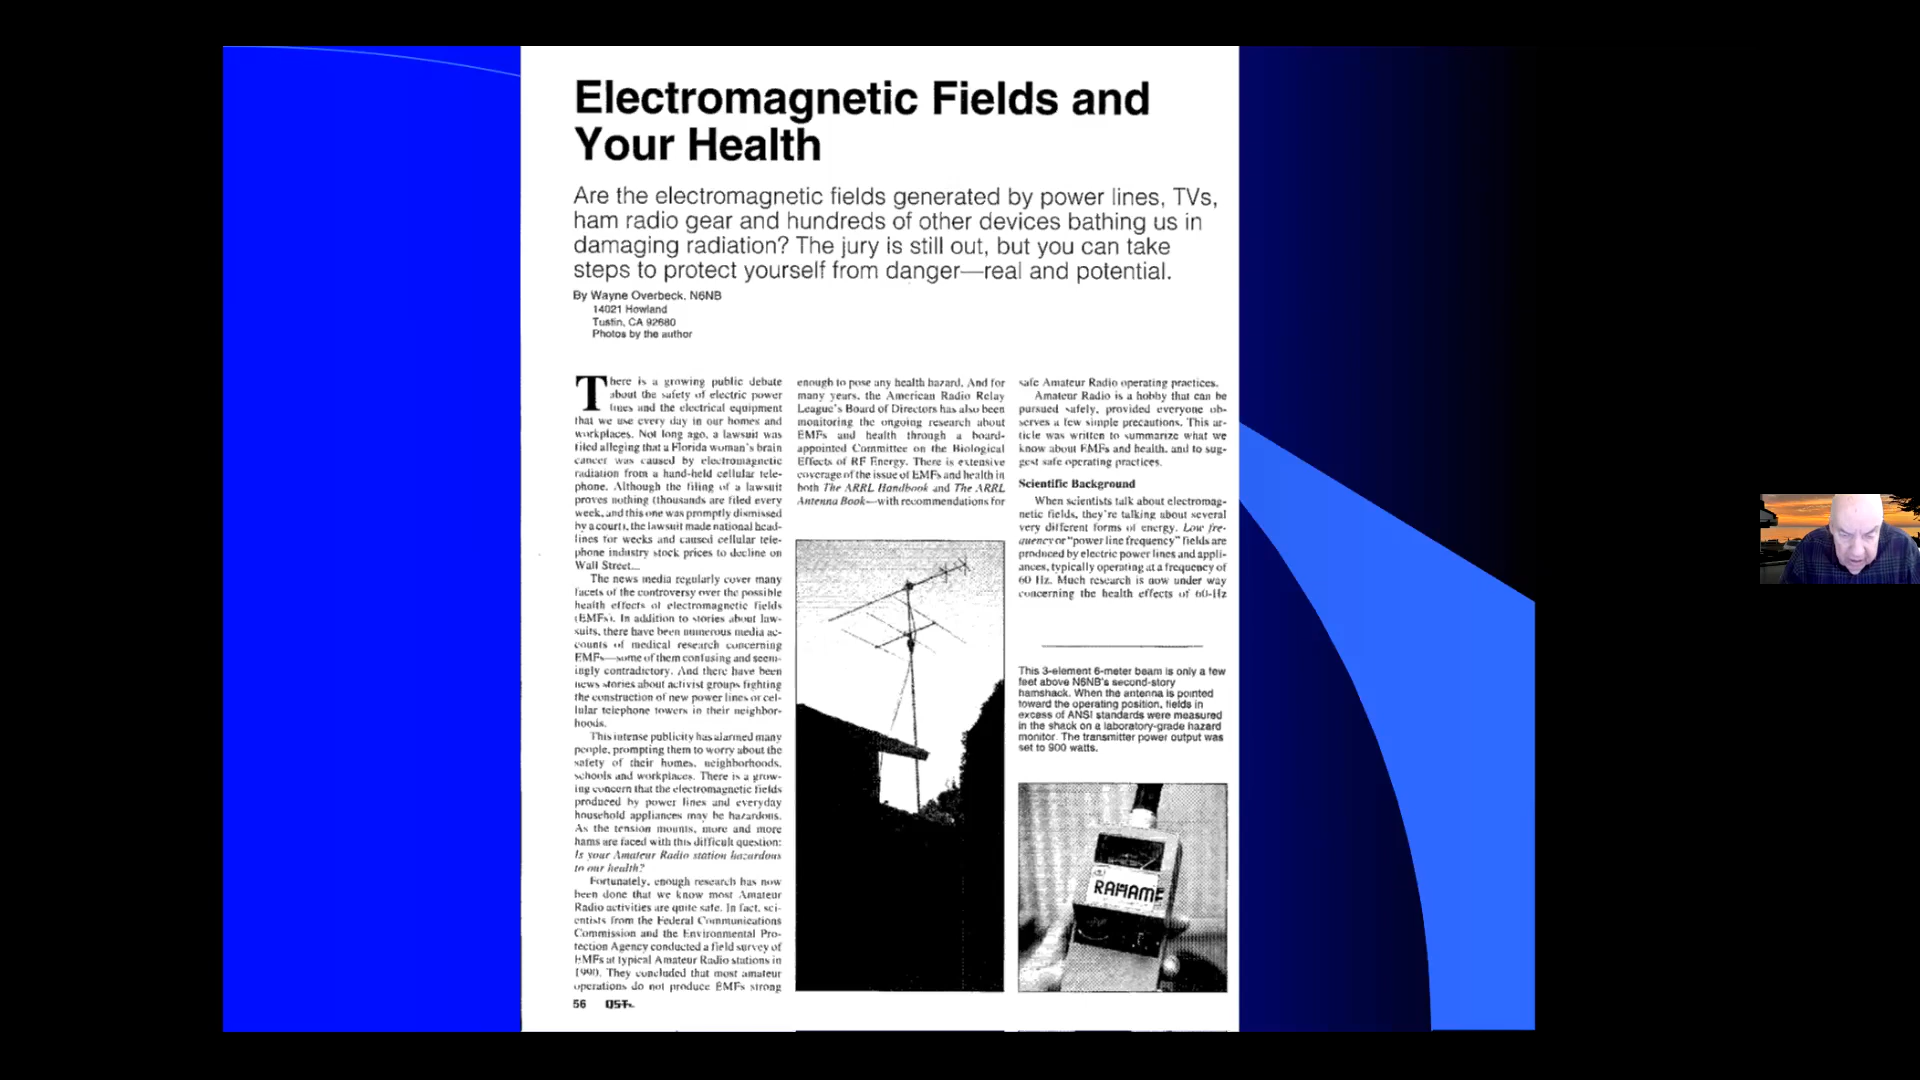 Electromagnetic Fields and
Your Health
Are the electromagnetic fields generated by power lines, TVs,
ham radio gear and hundreds of other devices bathing us in
damaging radiation? The jury is still out, but you can take
steps to protect yourself from danger—real and potential.
By Wayne Overbeck, N6NB
14021 Howland
Tustin, CA 92680
Photos by the author
There is a growing public debate
about the safety of electric power
lines and the electrical equipment
that we use every day in our homes and
workplaces. Not long ago, a lawsuit was
filed alleging that a Florida woman's brain
cancer was caused by electromagnetic
radiation from a hand-held cellular tele-
phone. Although the filing of a lawsuit
proves nothing (thousands are filed every
week, and this one was promptly dismissed
by a court), the lawsuit made national head-
lines for weeks and caused cellular tele-
phone industry stock prices to decline on
Wall Street...
The news media regularly cover many
facets of the controversy over the possible
health effects of electromagnetic fields
(EMFs). In addition to stories about law-
suits, there have been numerous media ac-
counts of medical research concerning
EMFs—some of them confusing and seem-
ingly contradictory. And there have been
news stories about activist groups fighting
the construction of new power lines or cel-
lular telephone towers in their neighbor-
hoods.
This intense publicity has alarmed many
people, prompting them to worry about the
safety of their homes, neighborhoods,
schools and workplaces. There is a grow-
ing concern that the electromagnetic fields
produced by power lines and everyday
household appliances may be hazardous.
As the tension mounts, more and more
hams are faced with this difficult question:
Is your Amateur Radio station hazardous
to our health?
Fortunately, enough research has now
been done that we know most Amateur
Radio activities are quite safe. In fact, sci-
entists from the Federal Communications
Commission and the Environmental Pro-
tection Agency conducted a field survey of
EMFs at typical Amateur Radio stations in
1990. They concluded that most amateur
operations do not produce EMFs strong
enough to pose any health hazard. And for
many years, the American Radio Relay
League's Board of Directors has also been
monitoring the ongoing research about
EMFs and health through a board-
appointed Committee on the Biological
Effects of RF Energy. There is extensive
coverage of the issue of EMFs and health in
both The ARRL Handbook and The ARRL
Antenna Book—with recommendations for
safe Amateur Radio operating practices.
Amateur Radio is a hobby that can be
pursued safely, provided everyone ob-
serves a few simple precautions. This ar-
ticle was written to summarize what we
know about EMFs and health, and to sug-
gest safe operating practices.
Scientific Background
When scientists talk about electromag-
netic fields, they're talking about several
very different forms of energy. Low fre-
quency or "power line frequency" fields are
produced by electric power lines and appli-
ances, typically operating at a frequency of
60 Hz. Much research is now under way
concerning the health effects of 60-Hz
This 3-element 6-meter beam is only a few
feet above N6NB's second-story
hamshack. When the antenna is pointed
toward the operating position, fields in
excess of ANSI standards were measured
in the shack on a laboratory-grade hazard
monitor. The transmitter power output was
set to 900 watts.
56 QST